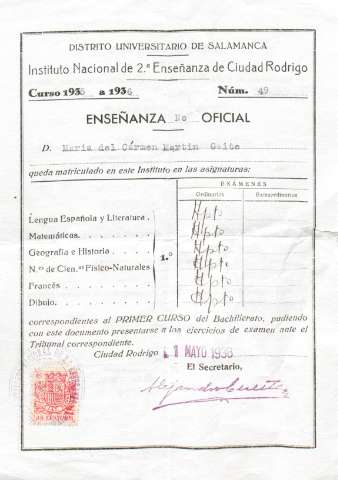 DISTRITO UNIVERSITARIO DE SALAMANCA
Instituto Nacional de 2.ª Enseñanza de Ciudad Rodrigo
Curso 1935 a 1936 Núm. 49
ENSEÑANZA No OFICIAL
D. Maria del Cármen Martin Gaite
queda matriculado en este Instituto en las asignaturas:
EXÁMENES
Ordinarios Extraordinarios
Lengua Española y Literatura. Apto
Matemáticas. Apto
Geografía e Historia Apto
1.º
N.es de Cien.as Físico-Naturales Apto
Francés Apto
Dibujo. Apto
correspondientes al PRIMER CURSO del Bachillerato, pudiendo
con este documento presentarse a los ejercicios de examen ante el
Tribunal correspondiente.
Ciudad Rodrigo 1 MAYO 1936
El Secretario,